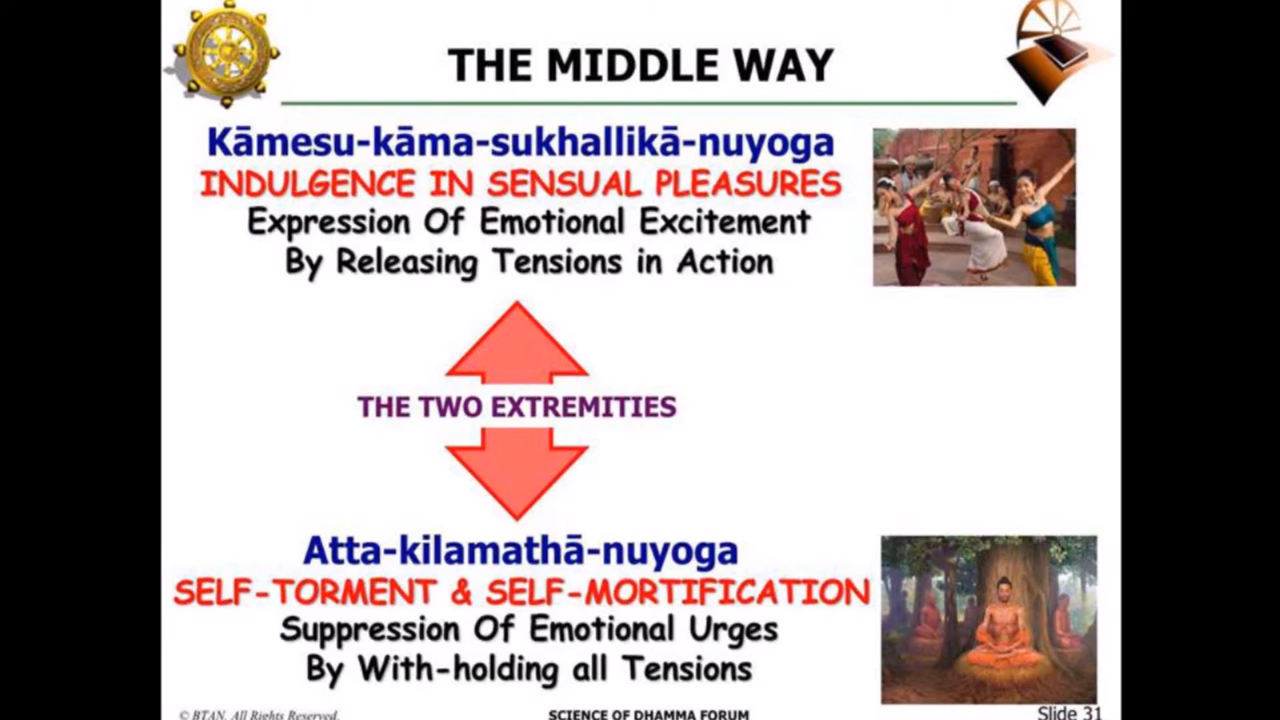 THE MIDDLE WAY
Kāmesu-kāma-sukhallikā-nuyoga
INDULGENCE IN SENSUAL PLEASURES
Expression Of Emotional Excitement
By Releasing Tensions in Action
THE TWO EXTREMITIES
Atta-kilamathā-nuyoga
SELF-TORMENT & SELF-MORTIFICATION
Suppression Of Emotional Urges
By With-holding all Tensions
© BTAN. All Rights Reserved.
SCIENCE OF DHAMMA FORUM
Slide 31